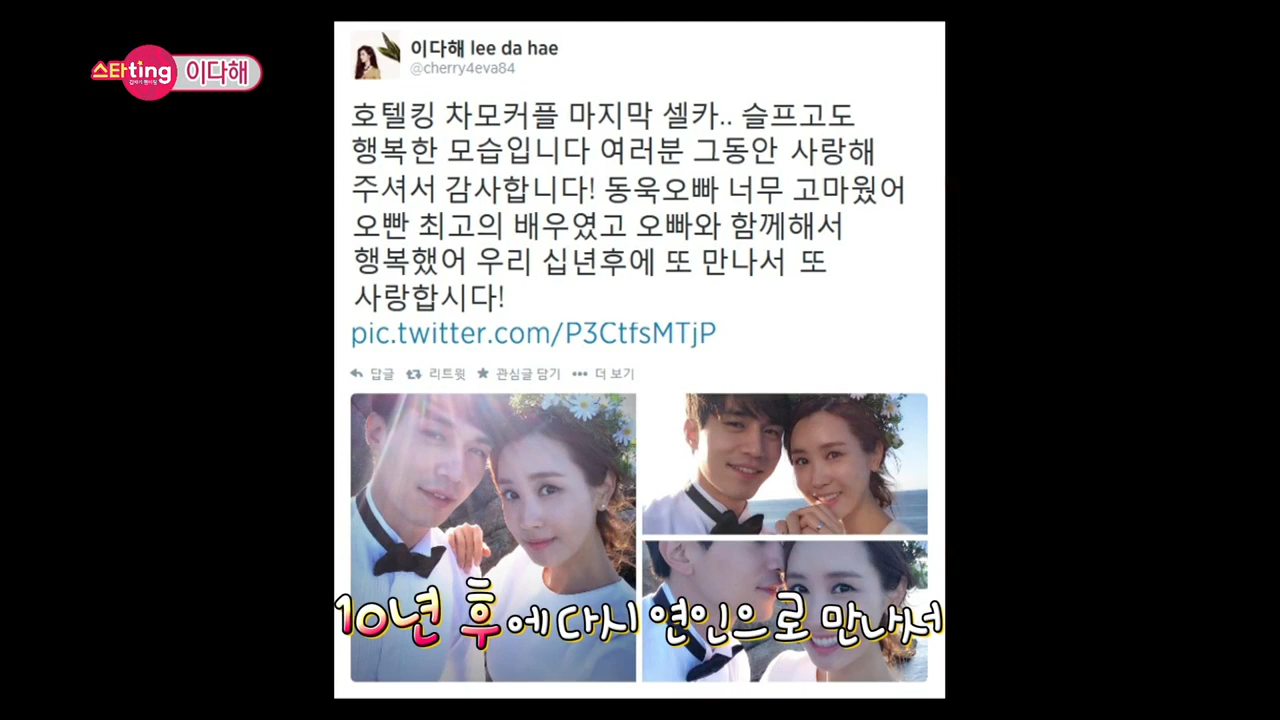 스타ting
이다해
이다해 lee da hae
@cherry4eva84
호텔킹 차모커플 마지막 셀카.. 슬프고도
행복한 모습입니다 여러분 그동안 사랑해
주셔서 감사합니다! 동욱오빠 너무 고마웠어
오빤 최고의 배우였고 오빠와 함께해서
행복했어 우리 십년후에 또 만나서 또
사랑합시다!
pic.twitter.com/P3CtfsMTjP
답글 리트윗 관심글 담기 더 보기
10년 후에 다시 연인으로 만나서